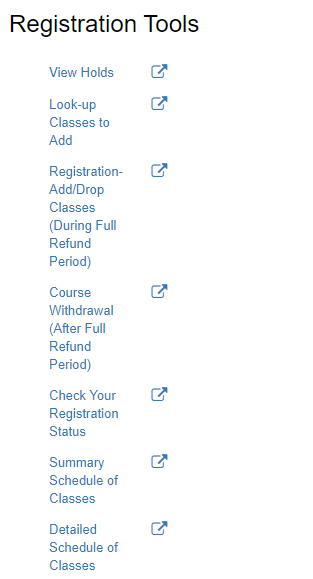 Registration Tools
View Holds
Look-up
Classes to
Add
Registration-
Add/Drop
Classes
(During Full
Refund
Period)
Course
Withdrawal
(After Full
Refund
Period)
Check Your
Registration
Status
Summary
Schedule of
Classes
Detailed
Schedule of
Classes